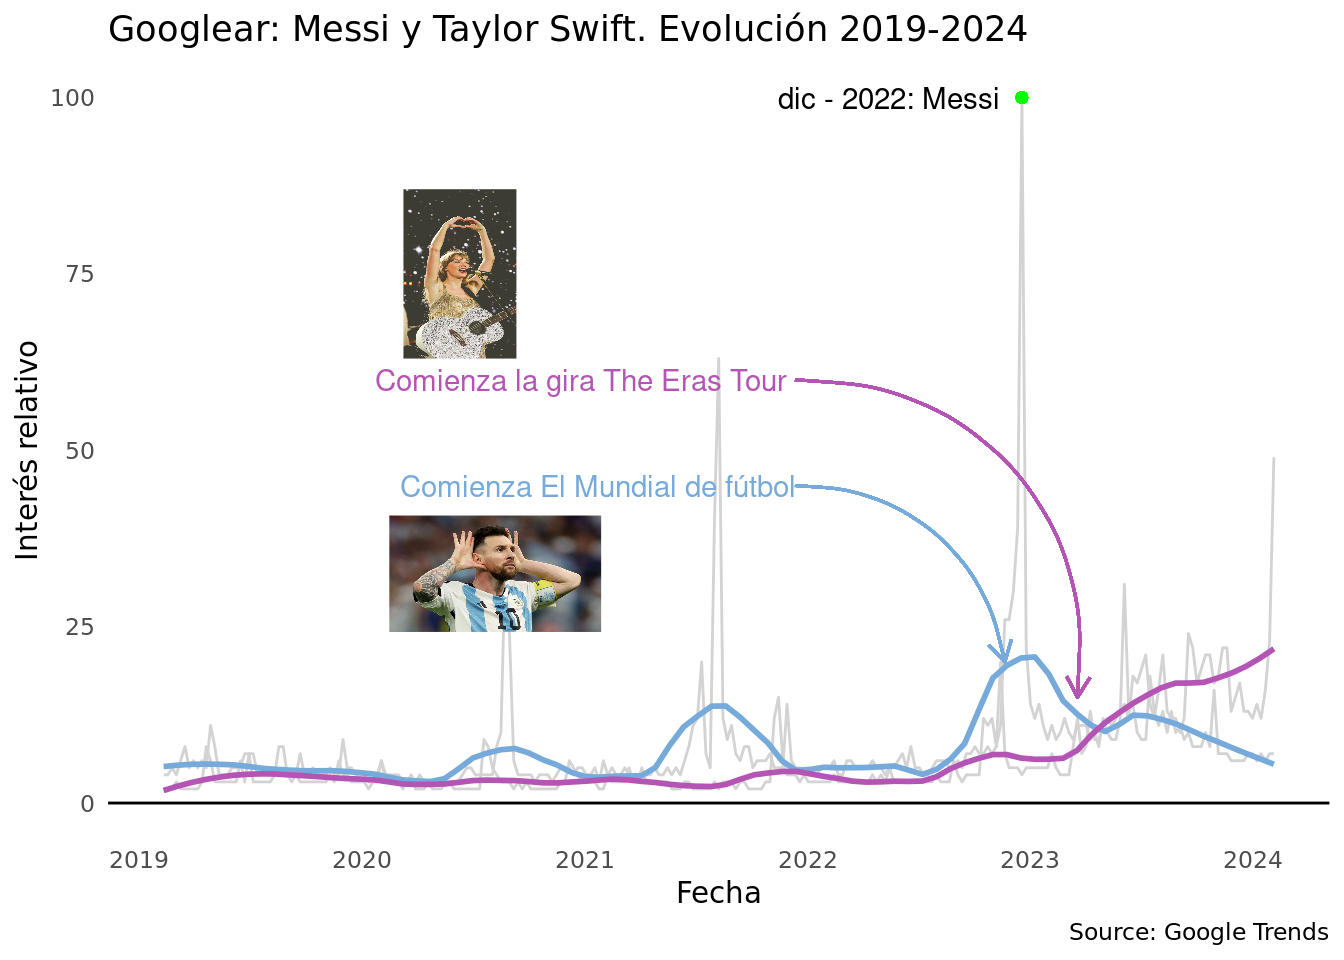 Googlear: Messi y Taylor Swift. Evolución 2019-2024
dic - 2022: Messi
Comienza la gira The Eras Tour
Comienza El Mundial de fútbol
10
Interés relativo
100
75
50
25
0
2019 2020 2021 2022 2023 2024
Fecha
Source: Google Trends